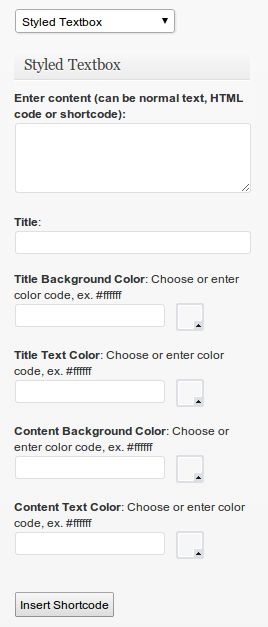 Styled Textbox
Styled Textbox
Enter content (can be normal text, HTML
code or shortcode):
Title:
Title Background Color: Choose or enter
color code, ex. #ffffff
Title Text Color: Choose or enter color
code, ex. #ffffff
Content Background Color: Choose or
enter color code, ex. #ffffff
Content Text Color: Choose or enter color
code, ex. #ffffff
Insert Shortcode